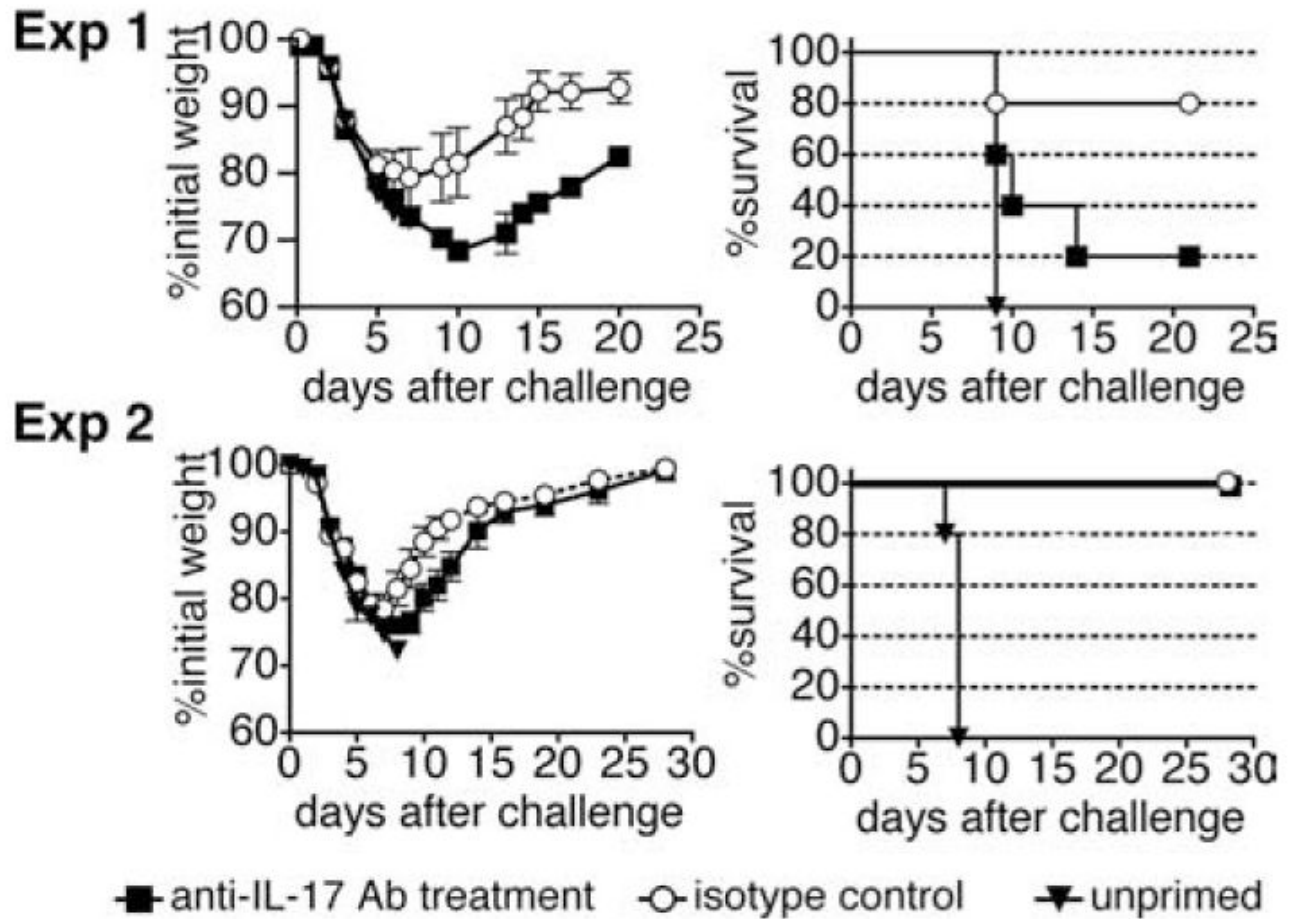 Exp 1
%initial weight
100
90
80
70
60
0 5 10 15 20 25
days after challenge
%survival
100
80
60
40
20
0
0 5 10 15 20 25
days after challenge
Exp 2
%initial weight
100
90
80
70
60
0 5 10 15 20 25 30
days after challenge
%survival
100
80
60
40
20
0
0 5 10 15 20 25 30
days after challenge
anti-IL-17 Ab treatment isotype control unprimed